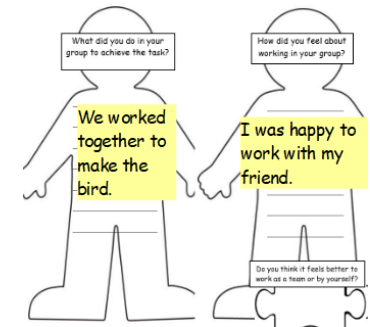 What did you do in your
group to achieve the task?
We worked
together to
make the
bird.
How did you feel about
working in your group?
I was happy to
work with my
friend.
Do you think it feels better to
work as a team or by yourself?